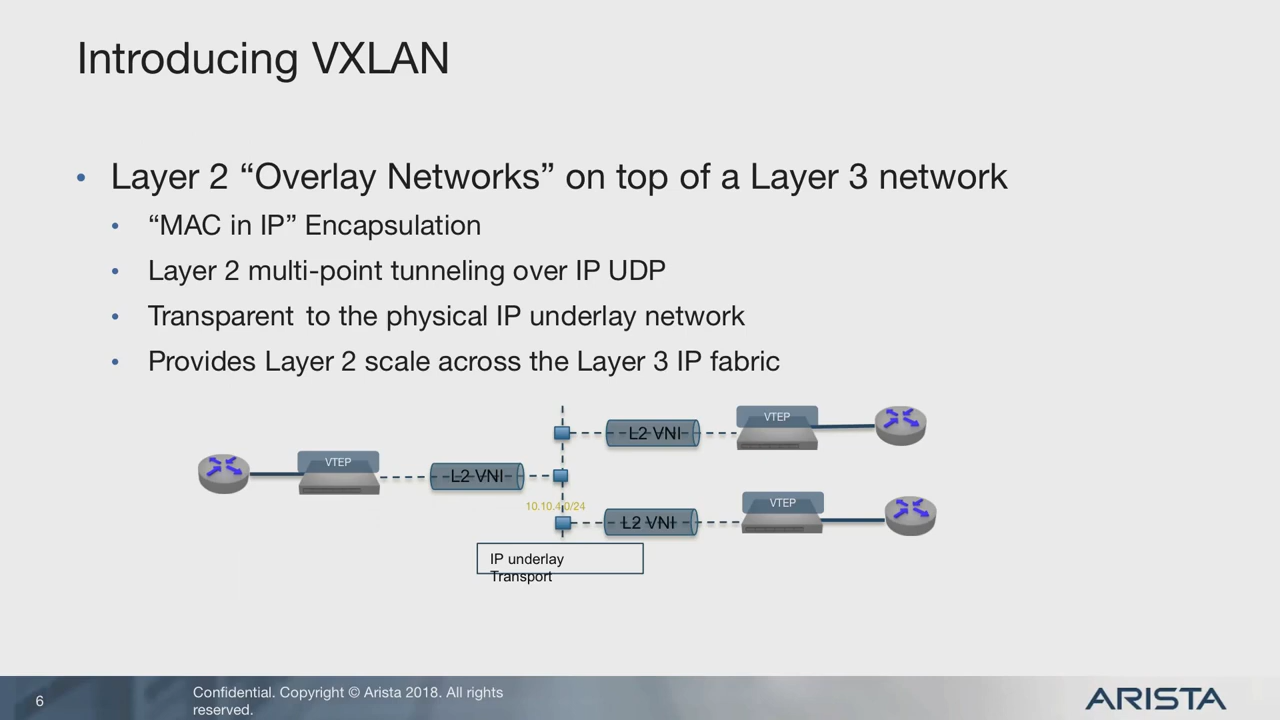 Introducing VXLAN
• Layer 2 “Overlay Networks” on top of a Layer 3 network
• “MAC in IP” Encapsulation
• Layer 2 multi-point tunneling over IP UDP
• Transparent to the physical IP underlay network
• Provides Layer 2 scale across the Layer 3 IP fabric
L2 VNI
VTEP
VTEP
L2 VNI
10.10.4.0/24
L2 VNI
VTEP
IP underlay
Transport
6
Confidential. Copyright © Arista 2018. All rights
reserved.
ARISTA